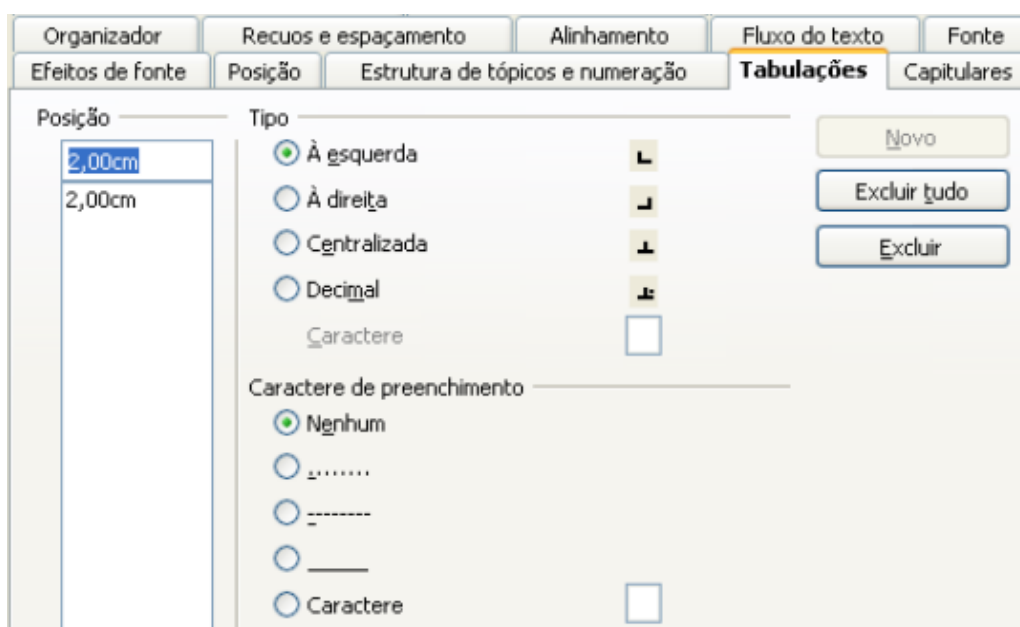 Organizador Recuos e espaçamento Alinhamento Fluxo do texto Fonte
Efeitos de fonte Posição Estrutura de tópicos e numeração Tabulações Capitulares
Posição
2,00cm
2,00cm
Tipo
À esquerda
À direita
Centralizada
Decimal
Caractere
Caractere de preenchimento
Nenhum
.........
--------
_____
Caractere
Novo
Excluir tudo
Excluir